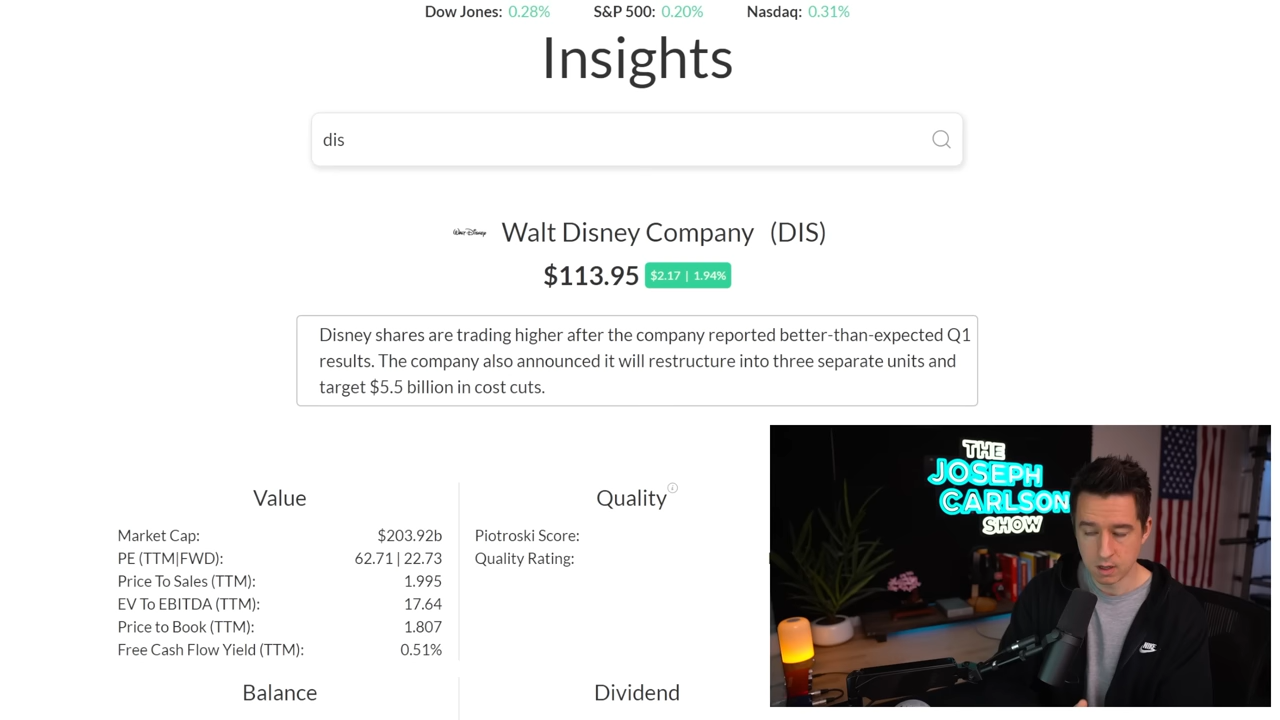 Dow Jones: 0.28% S&P 500: 0.20% Nasdaq: 0.31%
Insights
dis
Walt Disney Walt Disney Company (DIS)
$113.95 $2.17 | 1.94%
Disney shares are trading higher after the company reported better-than-expected Q1
results. The company also announced it will restructure into three separate units and
target $5.5 billion in cost cuts.
Value
Market Cap: $203.92b
PE (TTM|FWD): 62.71 | 22.73
Price To Sales (TTM): 1.995
EV To EBITDA (TTM): 17.64
Price to Book (TTM): 1.807
Free Cash Flow Yield (TTM): 0.51%
Quality
Piotroski Score:
Quality Rating:
Balance
Dividend
THE
JOSEPH
CARLSON
SHOW
NIKE